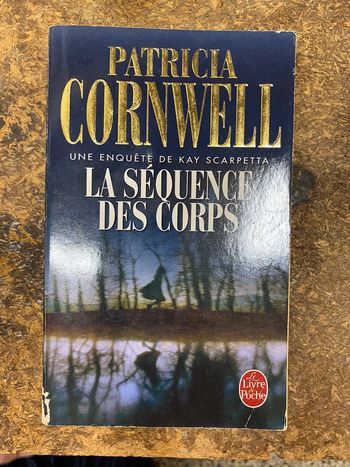 PATRICIA
CORNWELL
UNE ENQUÊTE DE KAY SCARPETTA
LA SÉQUENCE
DES CORPS
Le
Livre
de
Poche